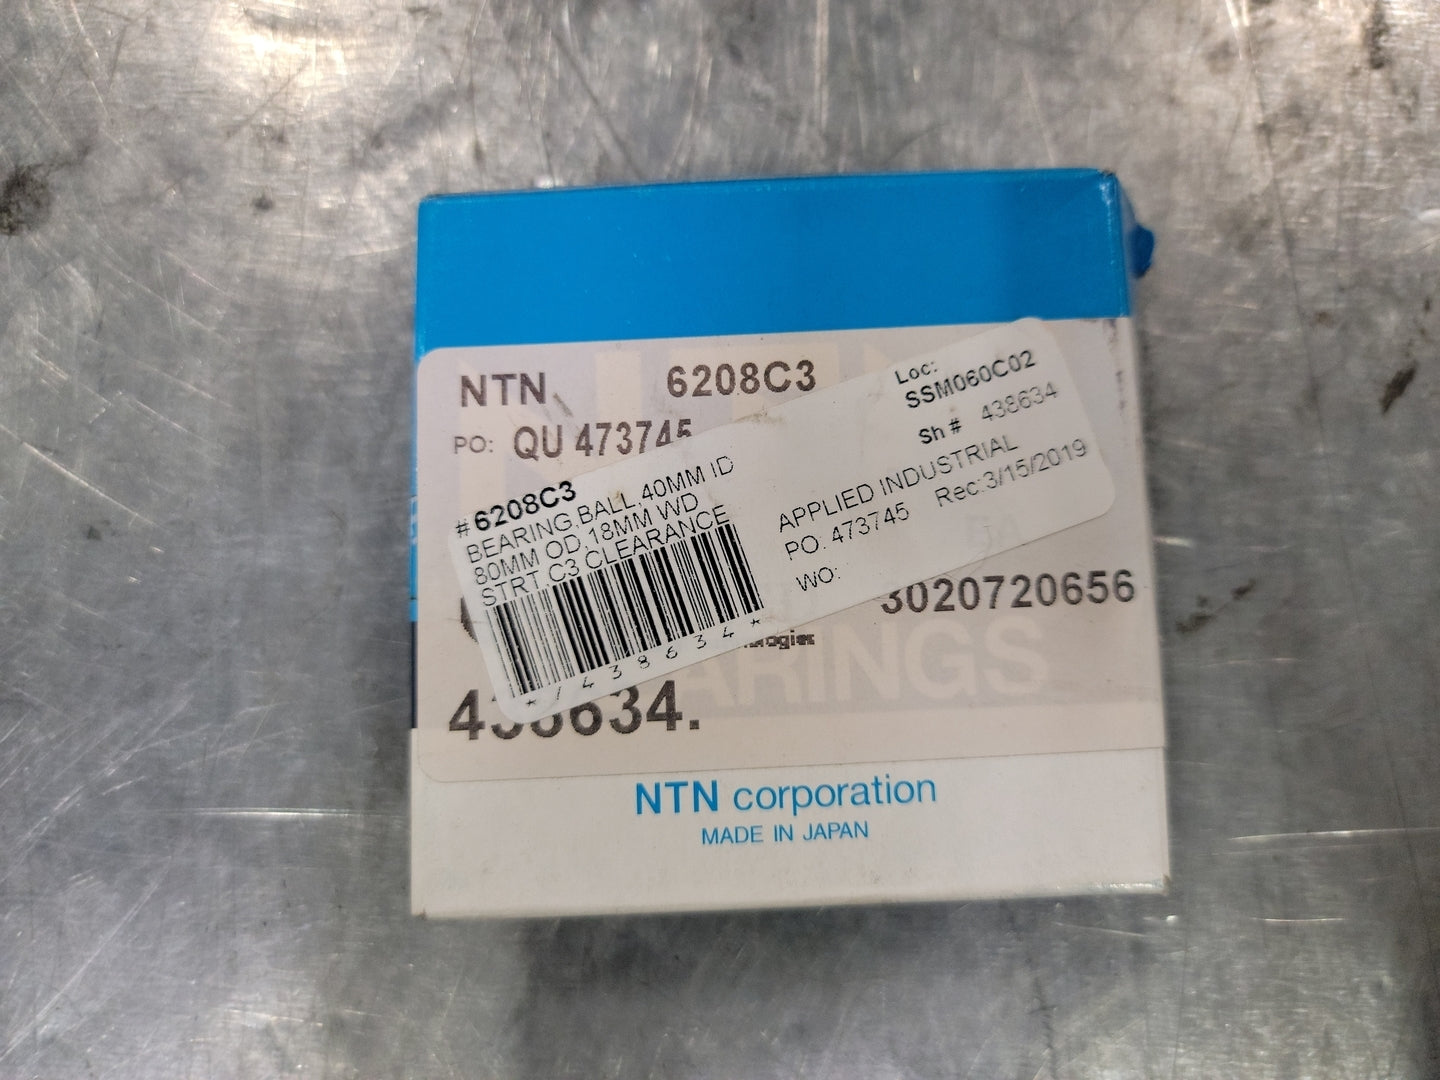 NTN 6208C3
PO: QU 473745
Loc:
SSM060C02
Sh # 438634
#6208C3
BEARING,BALL,40MM ID
80MM OD,18MM WD
STRT,C3 CLEARANCE
APPLIED INDUSTRIAL
PO. 473745 Rec:3/15/2019
WO:
3020720656
438634.
NTN corporation
MADE IN JAPAN